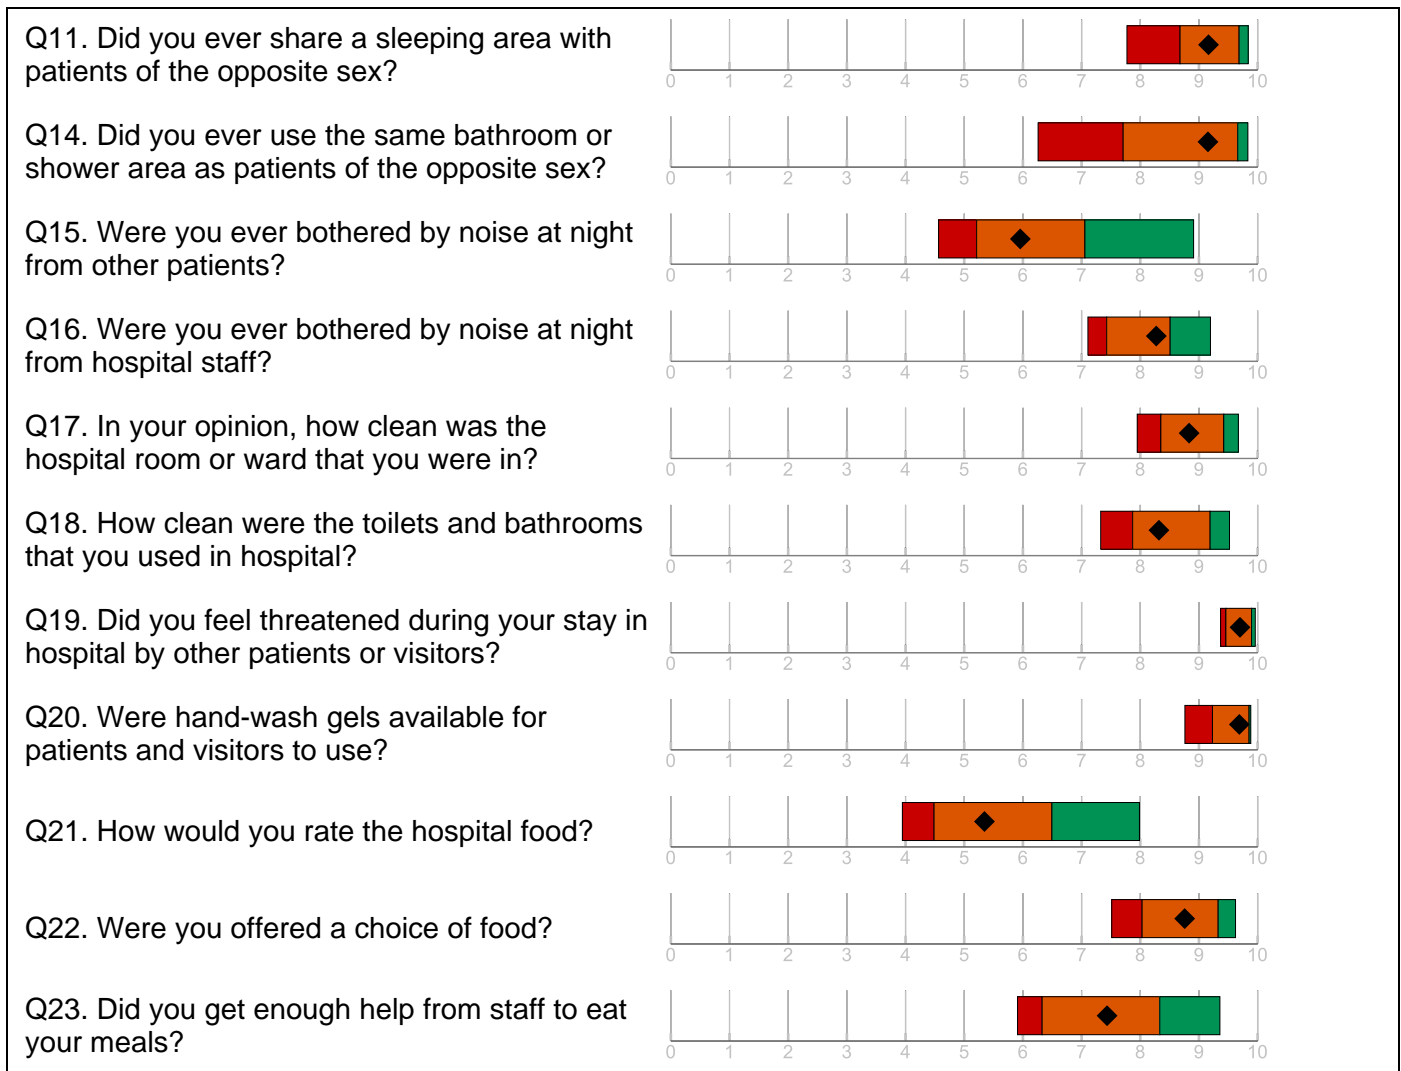 Q11. Did you ever share a sleeping area with
patients of the opposite sex?
0 1 2 3 4 5 6 7 8 9 10
Q14. Did you ever use the same bathroom or
shower area as patients of the opposite sex?
0 1 2 3 4 5 6 7 8 9 10
Q15. Were you ever bothered by noise at night
from other patients?
0 1 2 3 4 5 6 7 8 9 10
Q16. Were you ever bothered by noise at night
from hospital staff?
0 1 2 3 4 5 6 7 8 9 10
Q17. In your opinion, how clean was the
hospital room or ward that you were in?
0 1 2 3 4 5 6 7 8 9 10
Q18. How clean were the toilets and bathrooms
that you used in hospital?
0 1 2 3 4 5 6 7 8 9 10
Q19. Did you feel threatened during your stay in
hospital by other patients or visitors?
0 1 2 3 4 5 6 7 8 9 10
Q20. Were hand-wash gels available for
patients and visitors to use?
0 1 2 3 4 5 6 7 8 9 10
Q21. How would you rate the hospital food?
0 1 2 3 4 5 6 7 8 9 10
Q22. Were you offered a choice of food?
0 1 2 3 4 5 6 7 8 9 10
Q23. Did you get enough help from staff to eat
your meals?
0 1 2 3 4 5 6 7 8 9 10